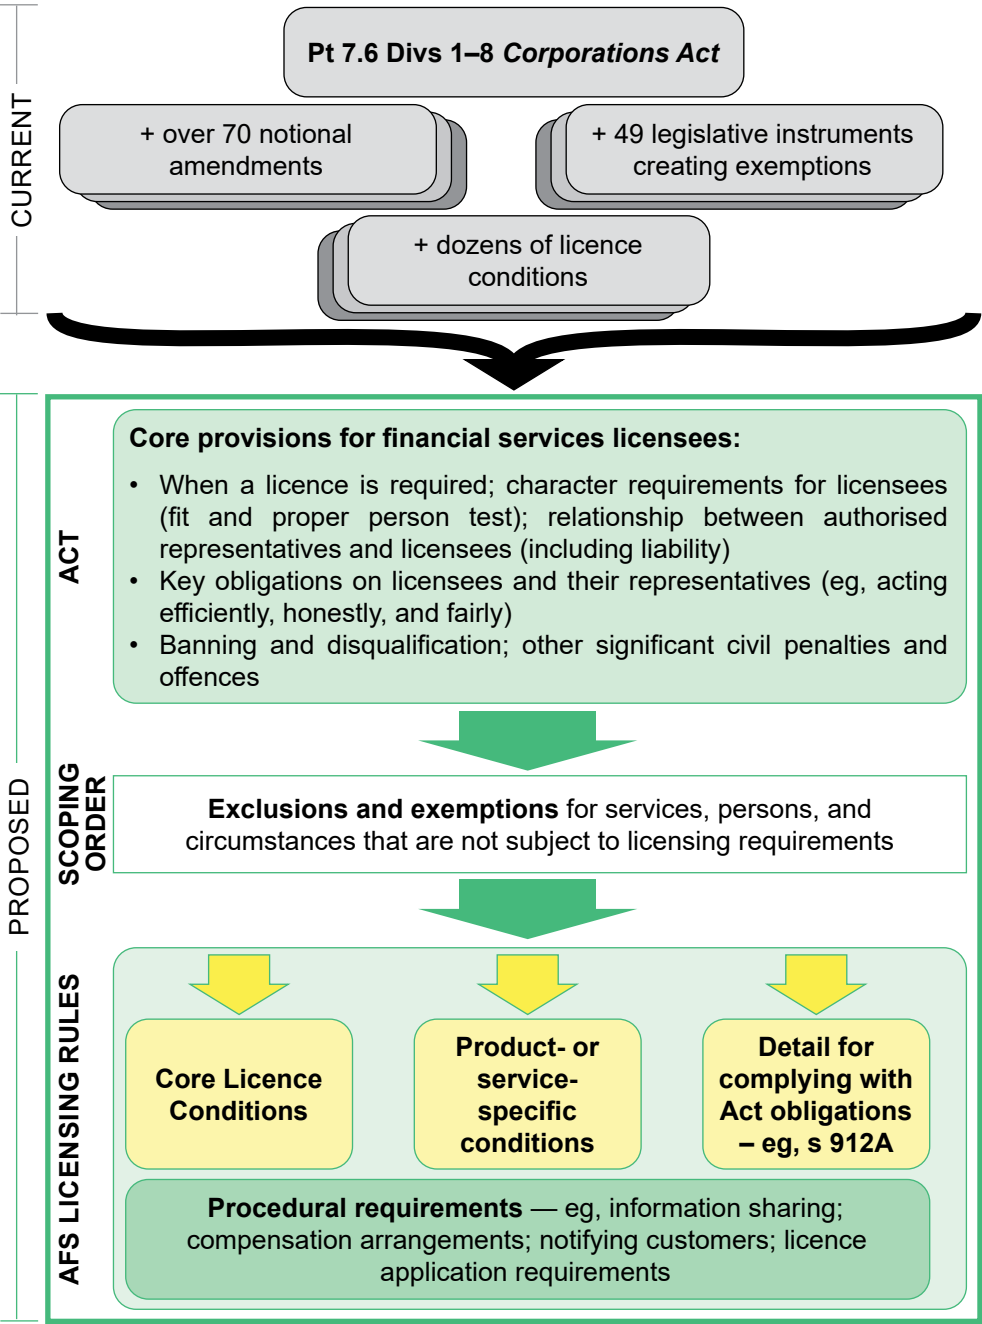 CURRENT
Pt 7.6 Divs 1–8 Corporations Act
+ over 70 notional
amendments
+ 49 legislative instruments
creating exemptions
+ dozens of licence
conditions
PROPOSED
ACT
Core provisions for financial services licensees:
• When a licence is required; character requirements for licensees
(fit and proper person test); relationship between authorised
representatives and licensees (including liability)
• Key obligations on licensees and their representatives (eg, acting
efficiently, honestly, and fairly)
• Banning and disqualification; other significant civil penalties and
offences
SCOPING
ORDER
Exclusions and exemptions for services, persons, and
circumstances that are not subject to licensing requirements
AFS LICENSING RULES
Core Licence
Conditions
Product- or
service-
specific
conditions
Detail for
complying with
Act obligations
– eg, s 912A
Procedural requirements — eg, information sharing;
compensation arrangements; notifying customers; licence
application requirements